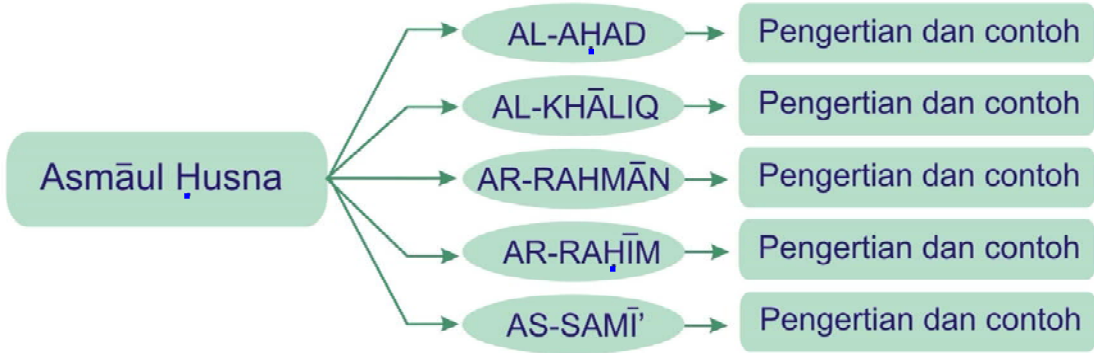 Asmāul Ḥusna
AL-AḤAD
Pengertian dan contoh
AL-KHĀLIQ
Pengertian dan contoh
AR-RAHMĀN
Pengertian dan contoh
AR-RAḤĪM
Pengertian dan contoh
AS-SAMĪ’
Pengertian dan contoh